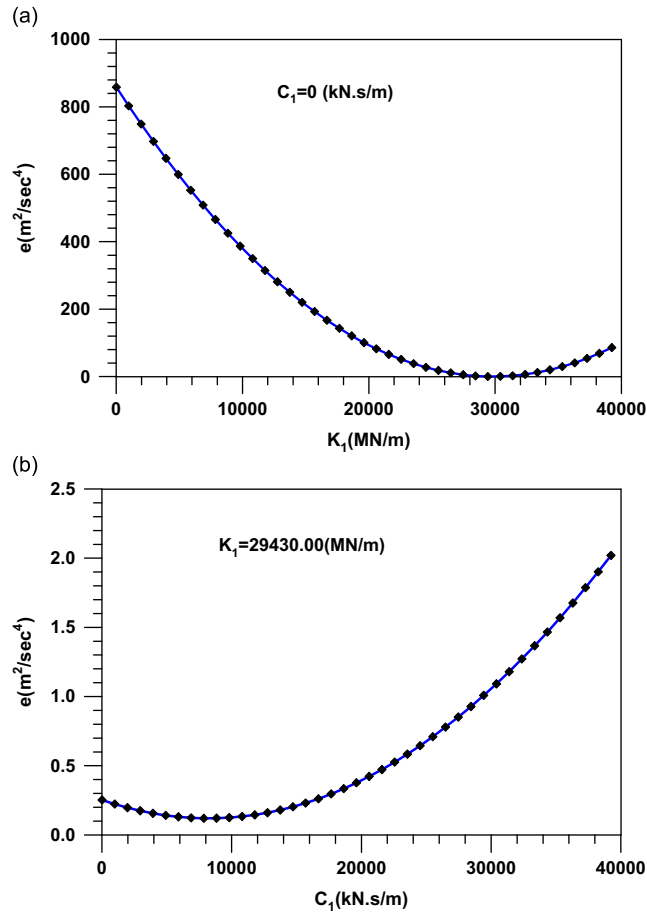 (a)
1000
800
600
400
200
0
e(m²/sec⁴)
C₁=0 (kN.s/m)
0 10000 20000 30000 40000
K₁(MN/m)
(b)
2.5
2.0
1.5
1.0
0.5
0.0
e(m²/sec⁴)
K₁=29430.00(MN/m)
0 10000 20000 30000 40000
C₁(kN.s/m)